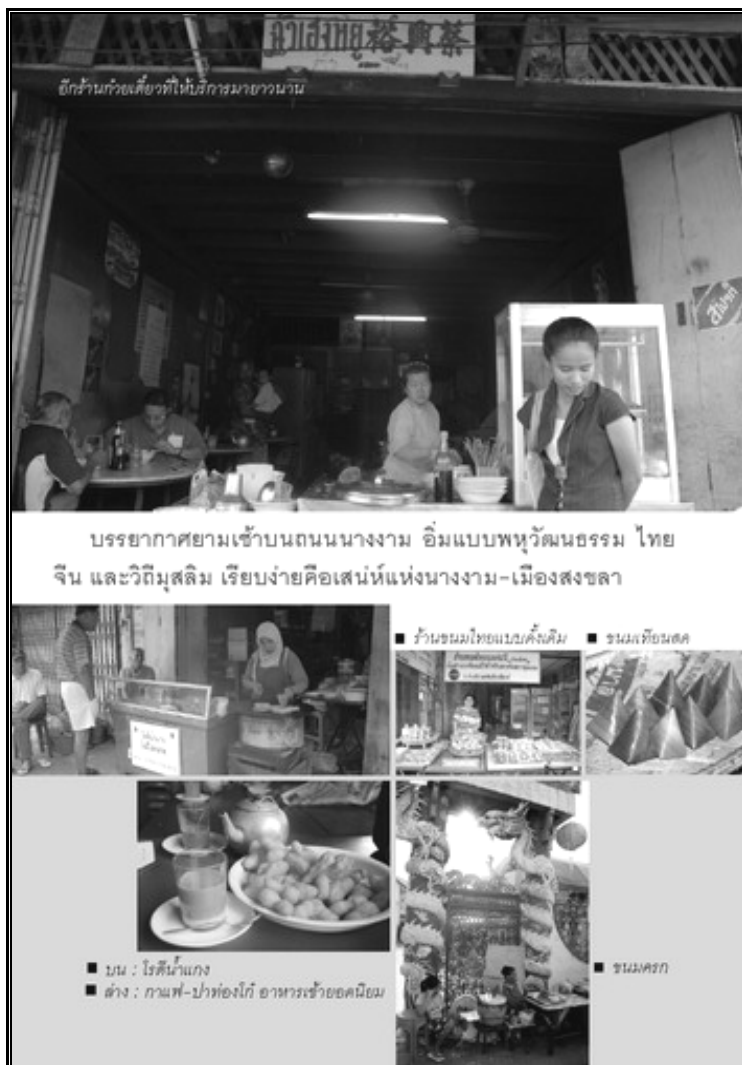 裕興蔡
อีกร้านก๋วยเตี๋ยวที่ให้บริการมายาวนาน
บรรยากาศยามเช้าบนถนนนางงาม อิ่มแบบพหุวัฒนธรรม ไทย
จีน และวิถีมุสลิม เรียบง่ายคือเสน่ห์แห่งนางงาม-เมืองสงขลา
■ ร้านขนมไทยแบบดั้งเดิม
■ ขนมเทียนสด
■ บน : โรตีน้ำแกง
■ ล่าง : กาแฟ-ปาท่องโก๋ อาหารเช้ายอดนิยม
■ ขนมครก